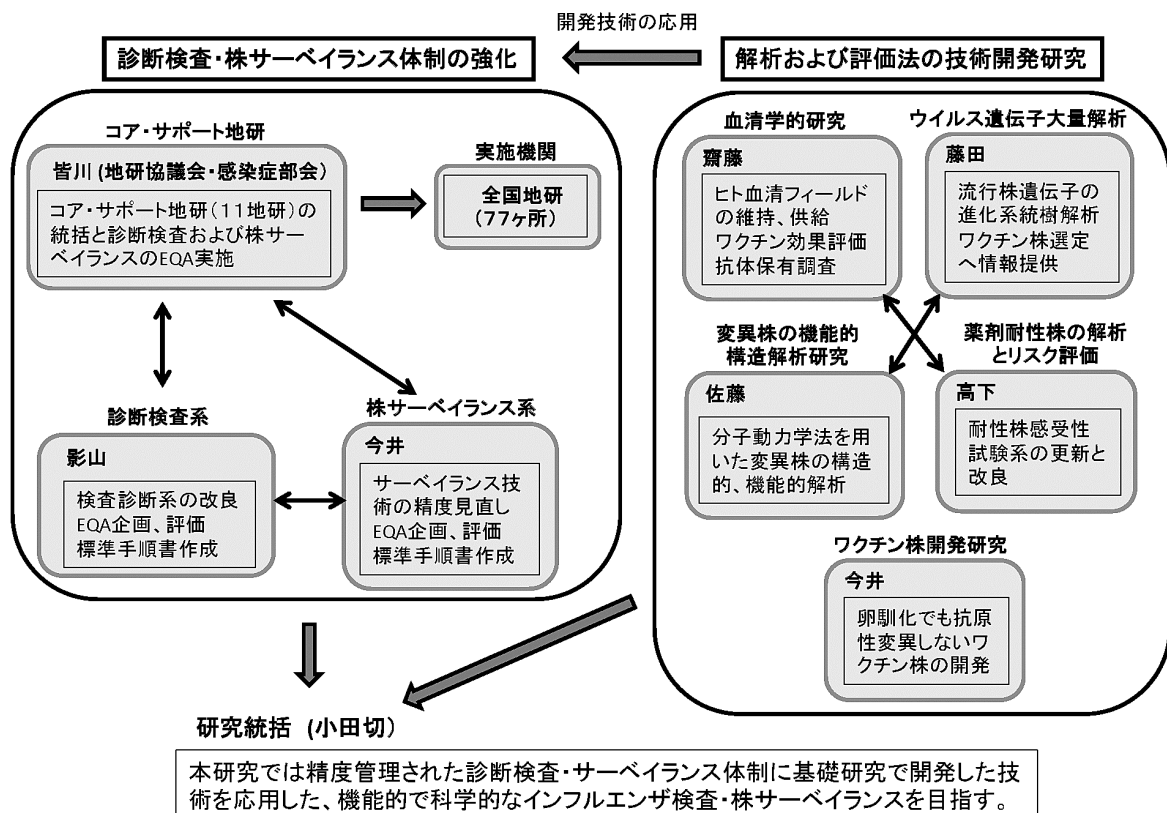 開発技術の応用
診断検査・株サーベイランス体制の強化
解析および評価法の技術開発研究
コア・サポート地研
皆川 (地研協議会・感染症部会)
コア・サポート地研(11地研)の
統括と診断検査および株サー
ベイランスのEQA実施
実施機関
全国地研
(77ヶ所)
診断検査系
影山
検査診断系の改良
EQA企画、評価
標準手順書作成
株サーベイランス系
今井
サーベイランス技
術の精度見直し
EQA企画、評価
標準手順書作成
血清学的研究
齋藤
ヒト血清フィールド
の維持、供給
ワクチン効果評価
抗体保有調査
ウイルス遺伝子大量解析
藤田
流行株遺伝子の
進化系統樹解析
ワクチン株選定
へ情報提供
変異株の機能的
構造解析研究
佐藤
分子動力学法を用
いた変異株の構造
的、機能的解析
薬剤耐性株の解析
とリスク評価
高下
耐性株感受性
試験系の更新と
改良
ワクチン株開発研究
今井
卵馴化でも抗原
性変異しないワ
クチン株の開発
研究統括 (小田切)
本研究では精度管理された診断検査・サーベイランス体制に基礎研究で開発した技
術を応用した、機能的で科学的なインフルエンザ検査・株サーベイランスを目指す。